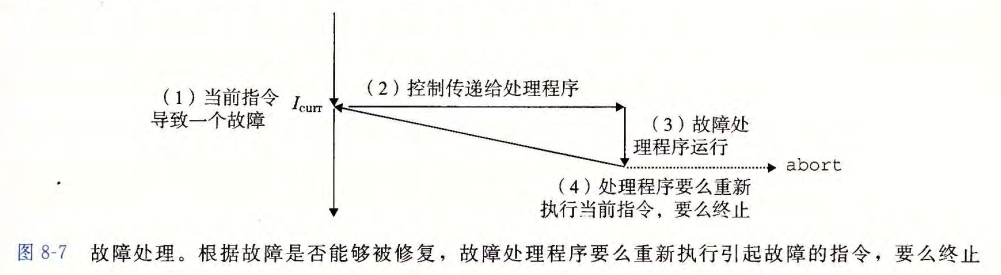 (1)当前指令
导致一个故障
Icurr
(2)控制传递给处理程序
(3)故障处
理程序运行
abort
(4)处理程序要么重新
执行当前指令,要么终止
图 8-7 故障处理。根据故障是否能够被修复,故障处理程序要么重新执行引起故障的指令,要么终止